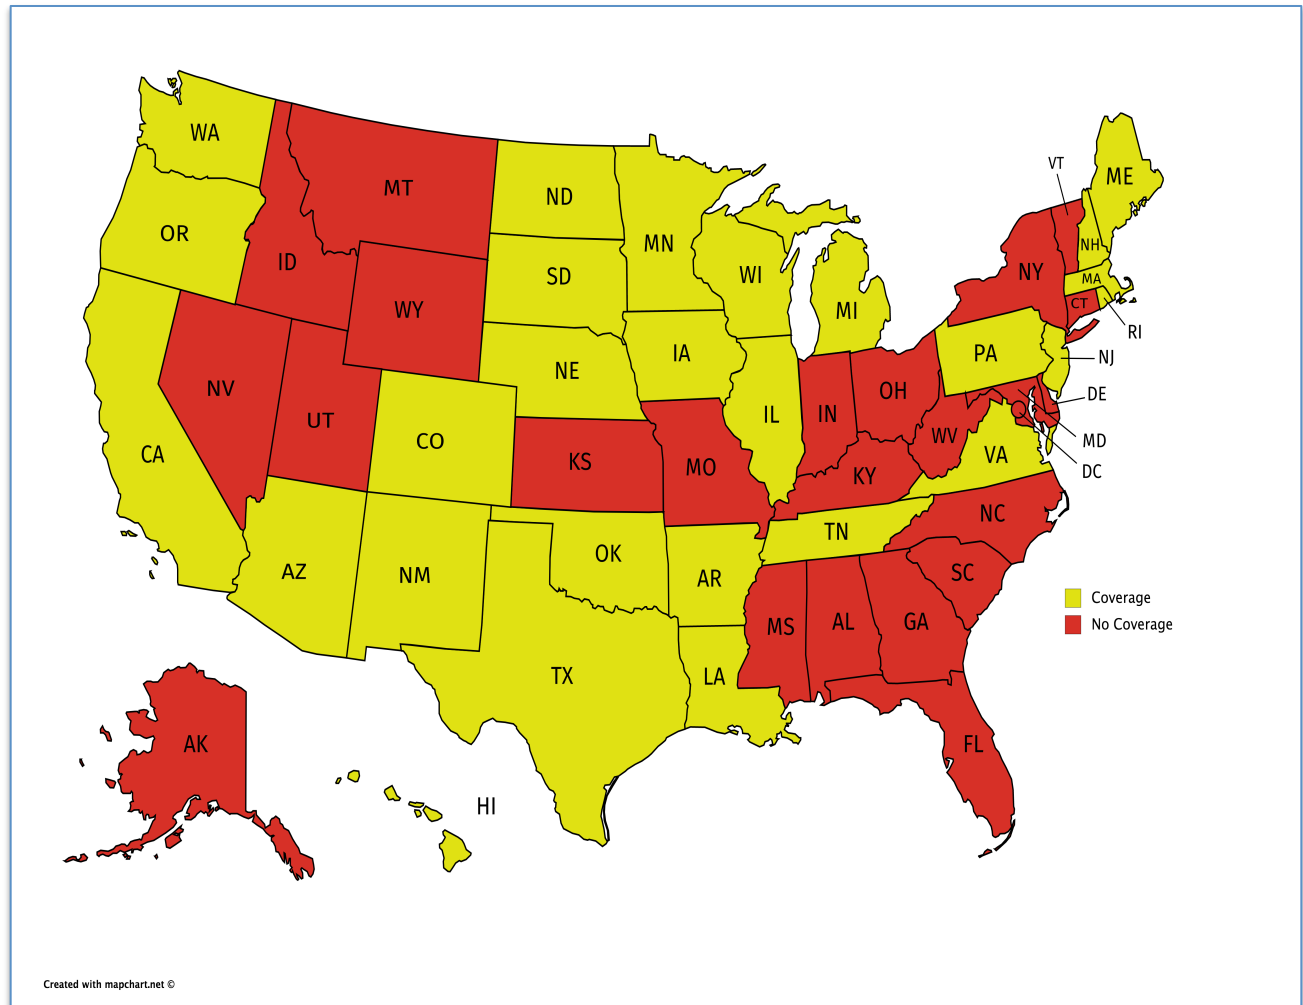 WA
VT
ME
MT
ND
OR
MN
NH
ID
SD
WI
NY
MA
WY
CT
MI
RI
IA
PA
NJ
NE
NV
OH
DE
UT
IL
IN
CO
WV
MD
CA
VA
KS
MO
DC
KY
NC
TN
OK
AZ
NM
AR
SC
Coverage
MS
AL
GA
No Coverage
TX
LA
AK
FL
HI
Created with mapchart.net ©